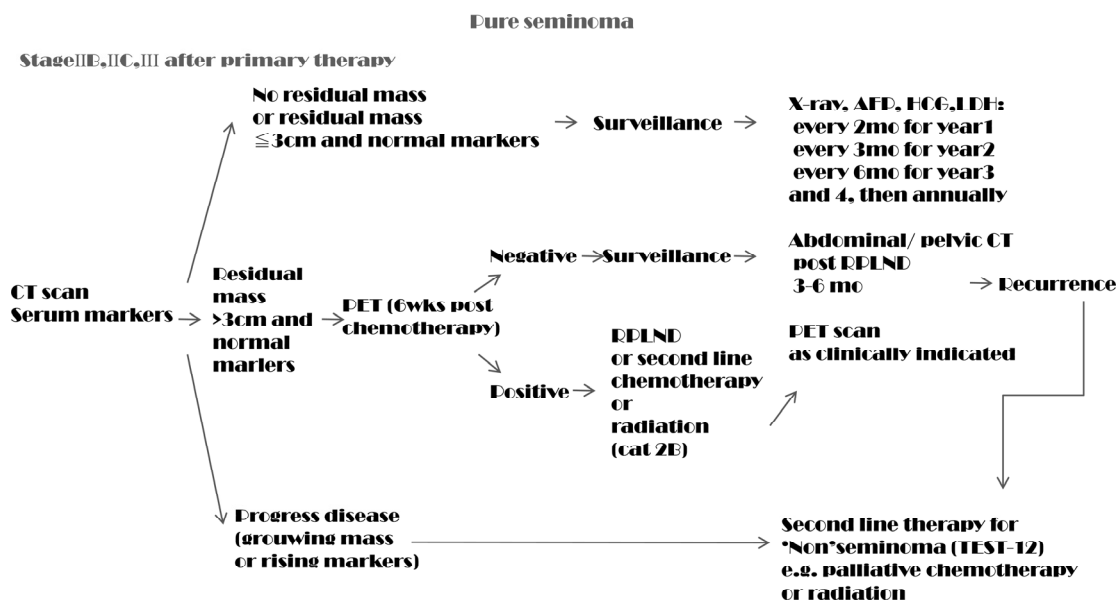 Pure seminoma
StageⅡB,ⅡC,Ⅲ after primary therapy
No residual mass
or residual mass
≦3cm and normal markers
Surveillance
X-ray, AFP, HCG,LDH:
every 2mo for year1
every 3mo for year2
every 6mo for year3
and 4, then annually
CT scan
Serum markers
Residual
mass
>3cm and
normal
marlers
PET (6wks post
chemotherapy)
Negative
Surveillance
Abdominal/ pelvic CT
post RPLND
3-6 mo
PET scan
as clinically indicated
Recurrence
Positive
RPLND
or second line
chemotherapy
or
radiation
(cat 2B)
Progress disease
(grouwing mass
or rising markers)
Second line therapy for
"Non"seminoma (TEST-12)
e.g. palliative chemotherapy
or radiation